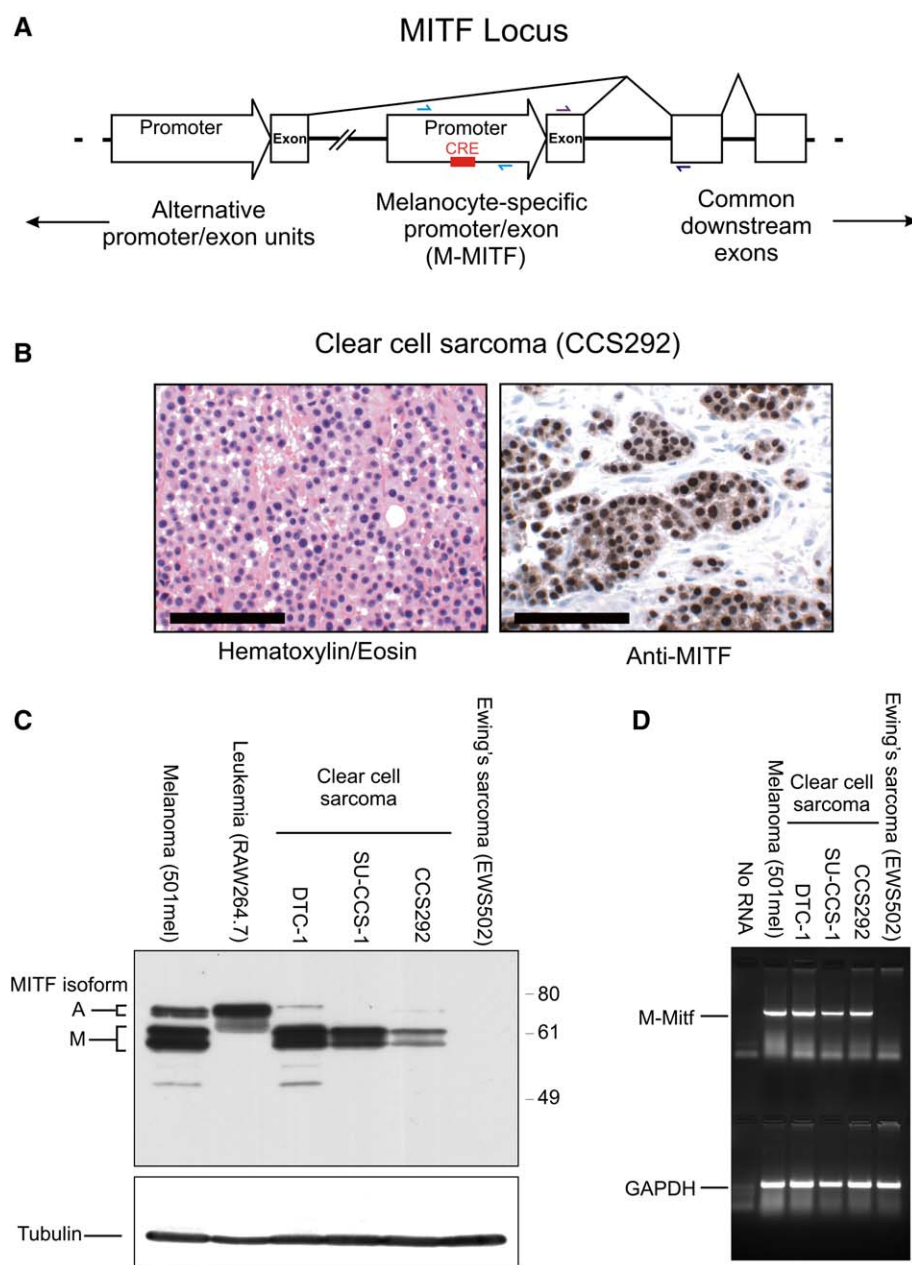 A
MITF Locus
Promoter
Exon
Promoter
CRE
Exon
Alternative
promoter/exon units
Melanocyte-specific
promoter/exon
(M-MITF)
Common
downstream
exons
B
Clear cell sarcoma (CCS292)
Hematoxylin/Eosin
Anti-MITF
C
Melanoma (501mel)
Leukemia (RAW264.7)
Clear cell
sarcoma
DTC-1
SU-CCS-1
CCS292
Ewing's sarcoma (EWS502)
MITF isoform
A
M
80
61
49
Tubulin
D
No RNA
Melanoma (501mel)
Clear cell
sarcoma
DTC-1
SU-CCS-1
CCS292
Ewing's sarcoma (EWS502)
M-Mitf
GAPDH